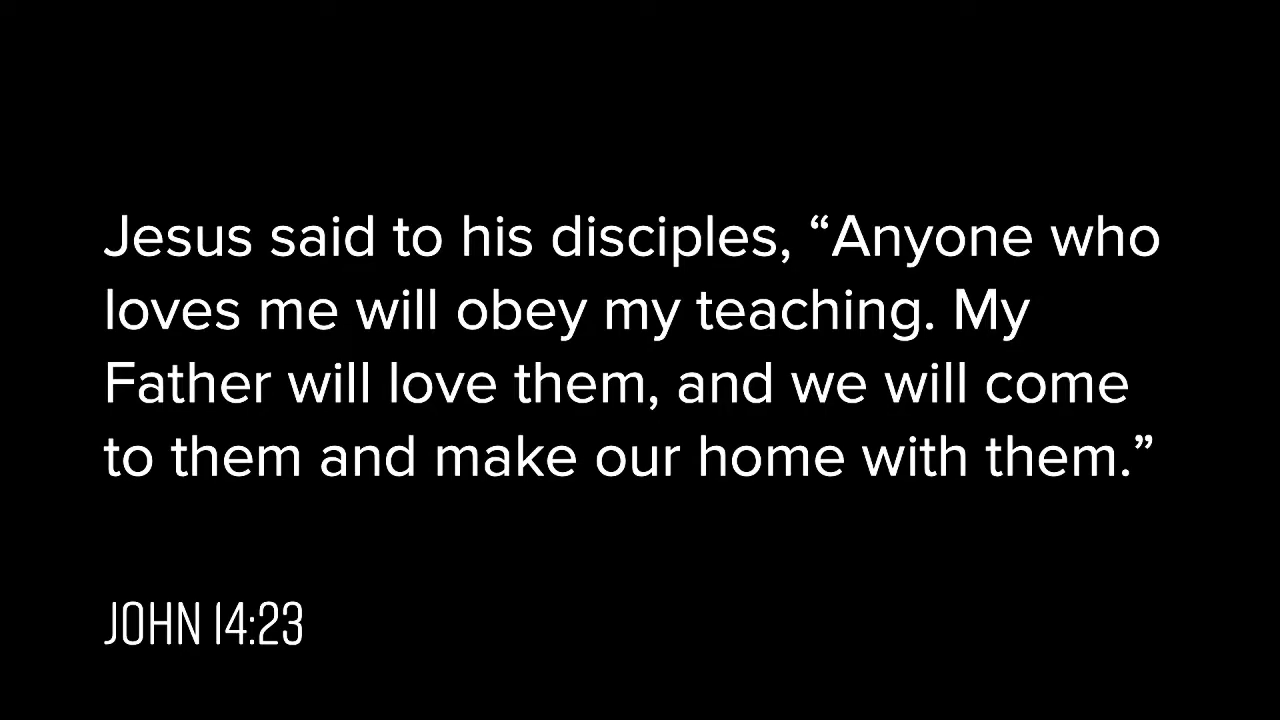 Jesus said to his disciples, “Anyone who
loves me will obey my teaching. My
Father will love them, and we will come
to them and make our home with them.”
JOHN 14:23